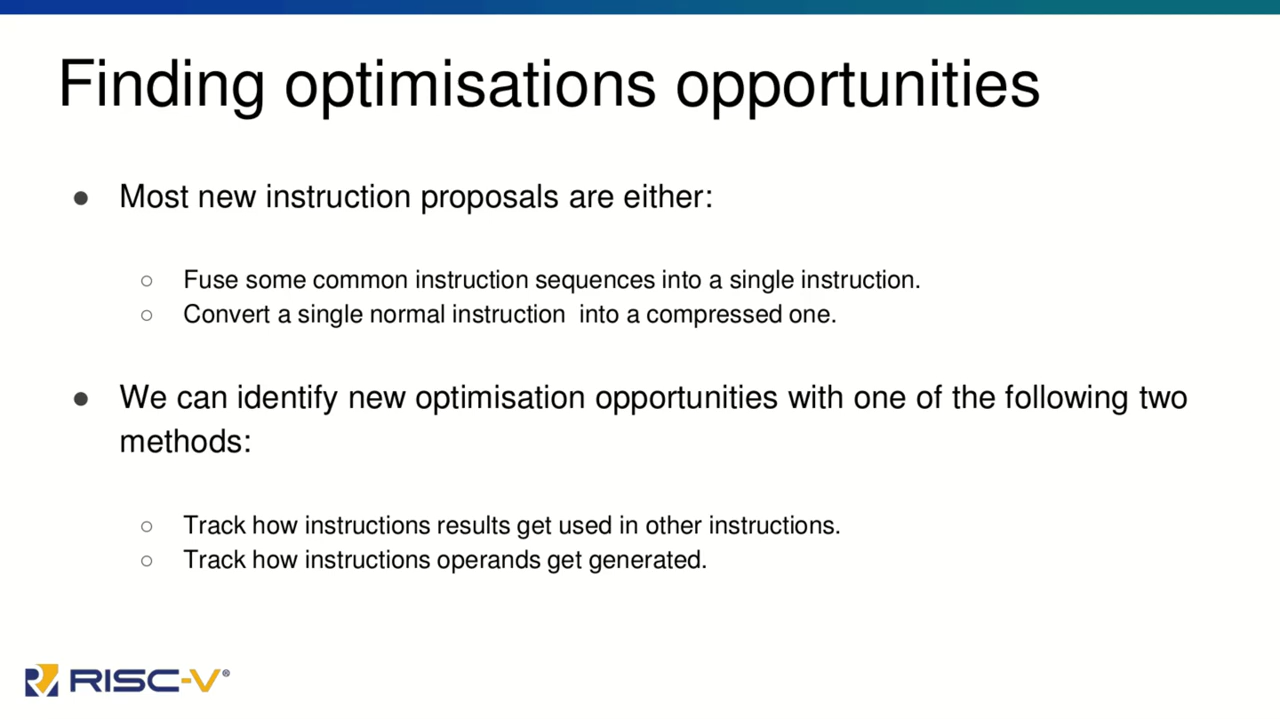 Finding optimisations opportunities
● Most new instruction proposals are either:
○ Fuse some common instruction sequences into a single instruction.
○ Convert a single normal instruction  into a compressed one.
● We can identify new optimisation opportunities with one of the following two
methods:
○ Track how instructions results get used in other instructions.
○ Track how instructions operands get generated.
RISC-V®